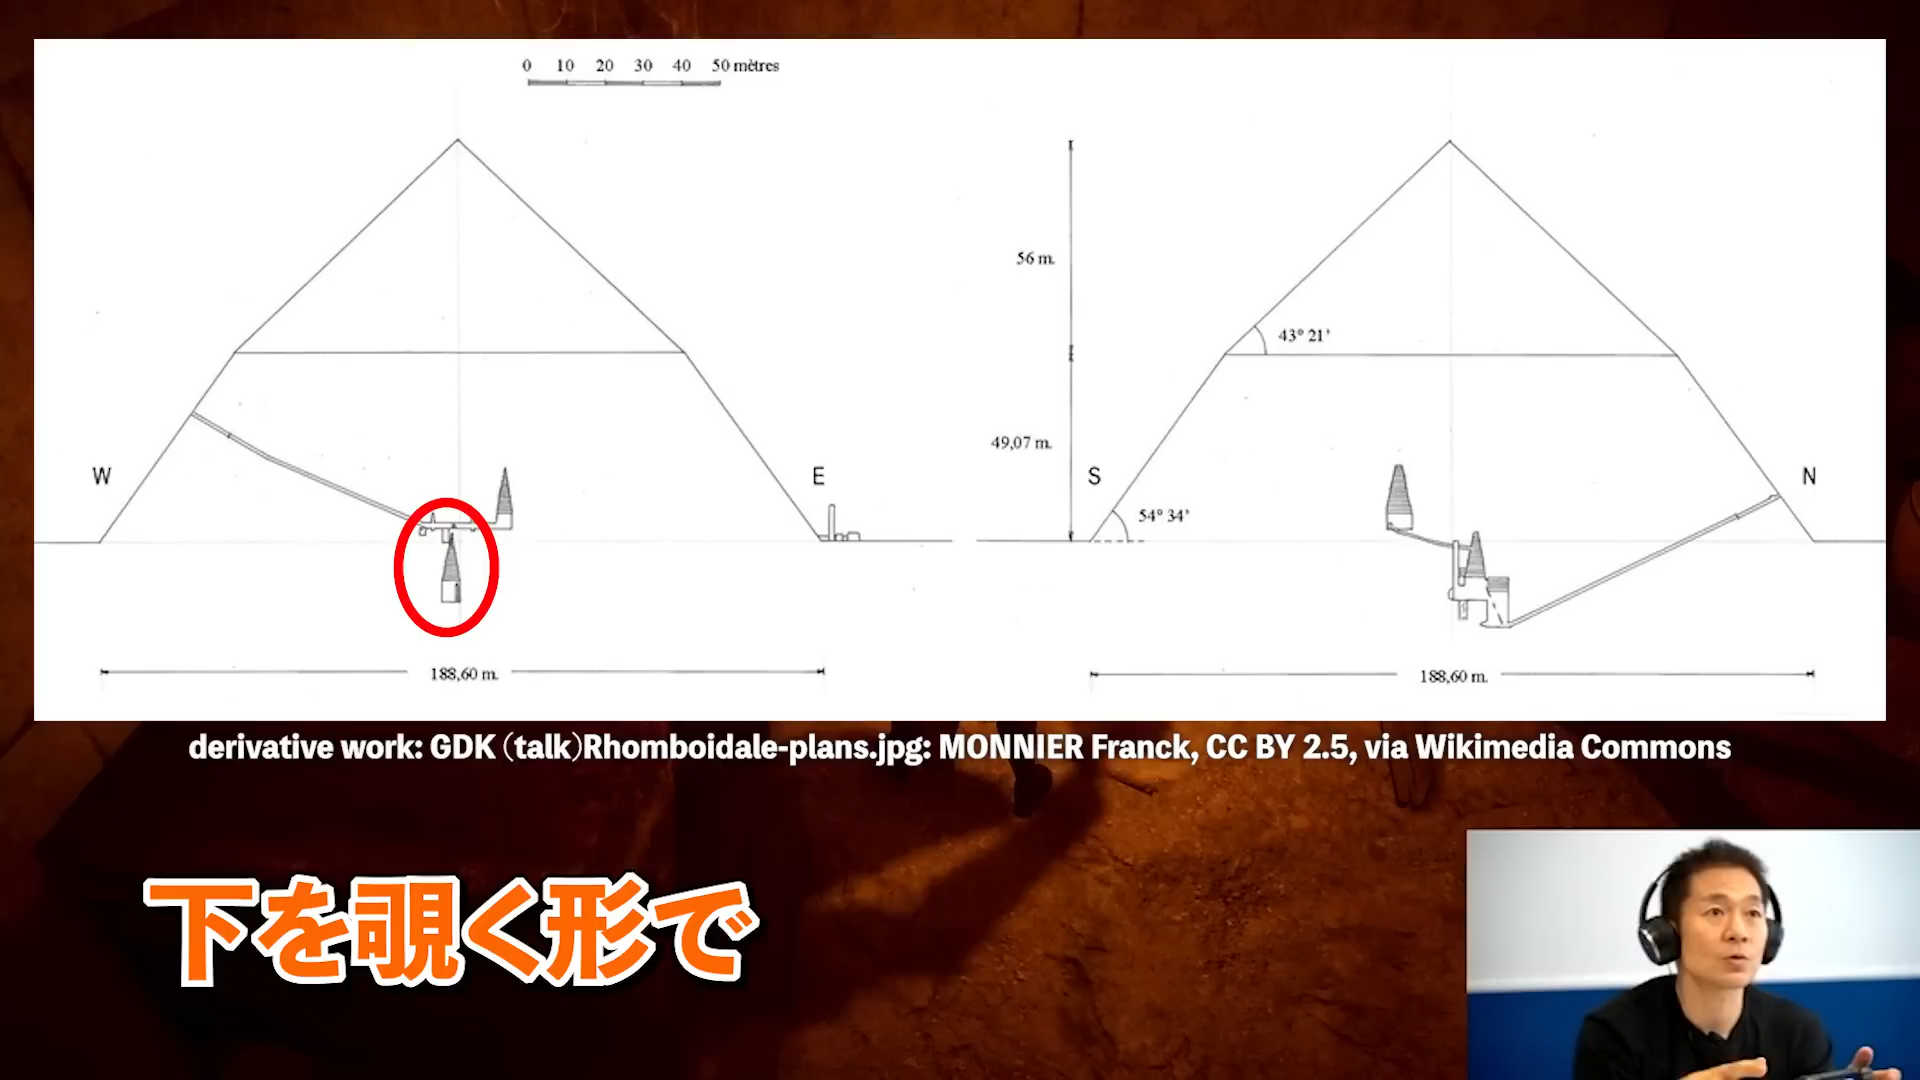 0 10 20 30 40 50 mètres
56 m.
43° 21'
49,07 m.
W
E
S
N
54° 34'
188,60 m.
188,60 m.
derivative work: GDK (talk)Rhomboidale-plans.jpg: MONNIER Franck, CC BY 2.5, via Wikimedia Commons
下を覗く形で